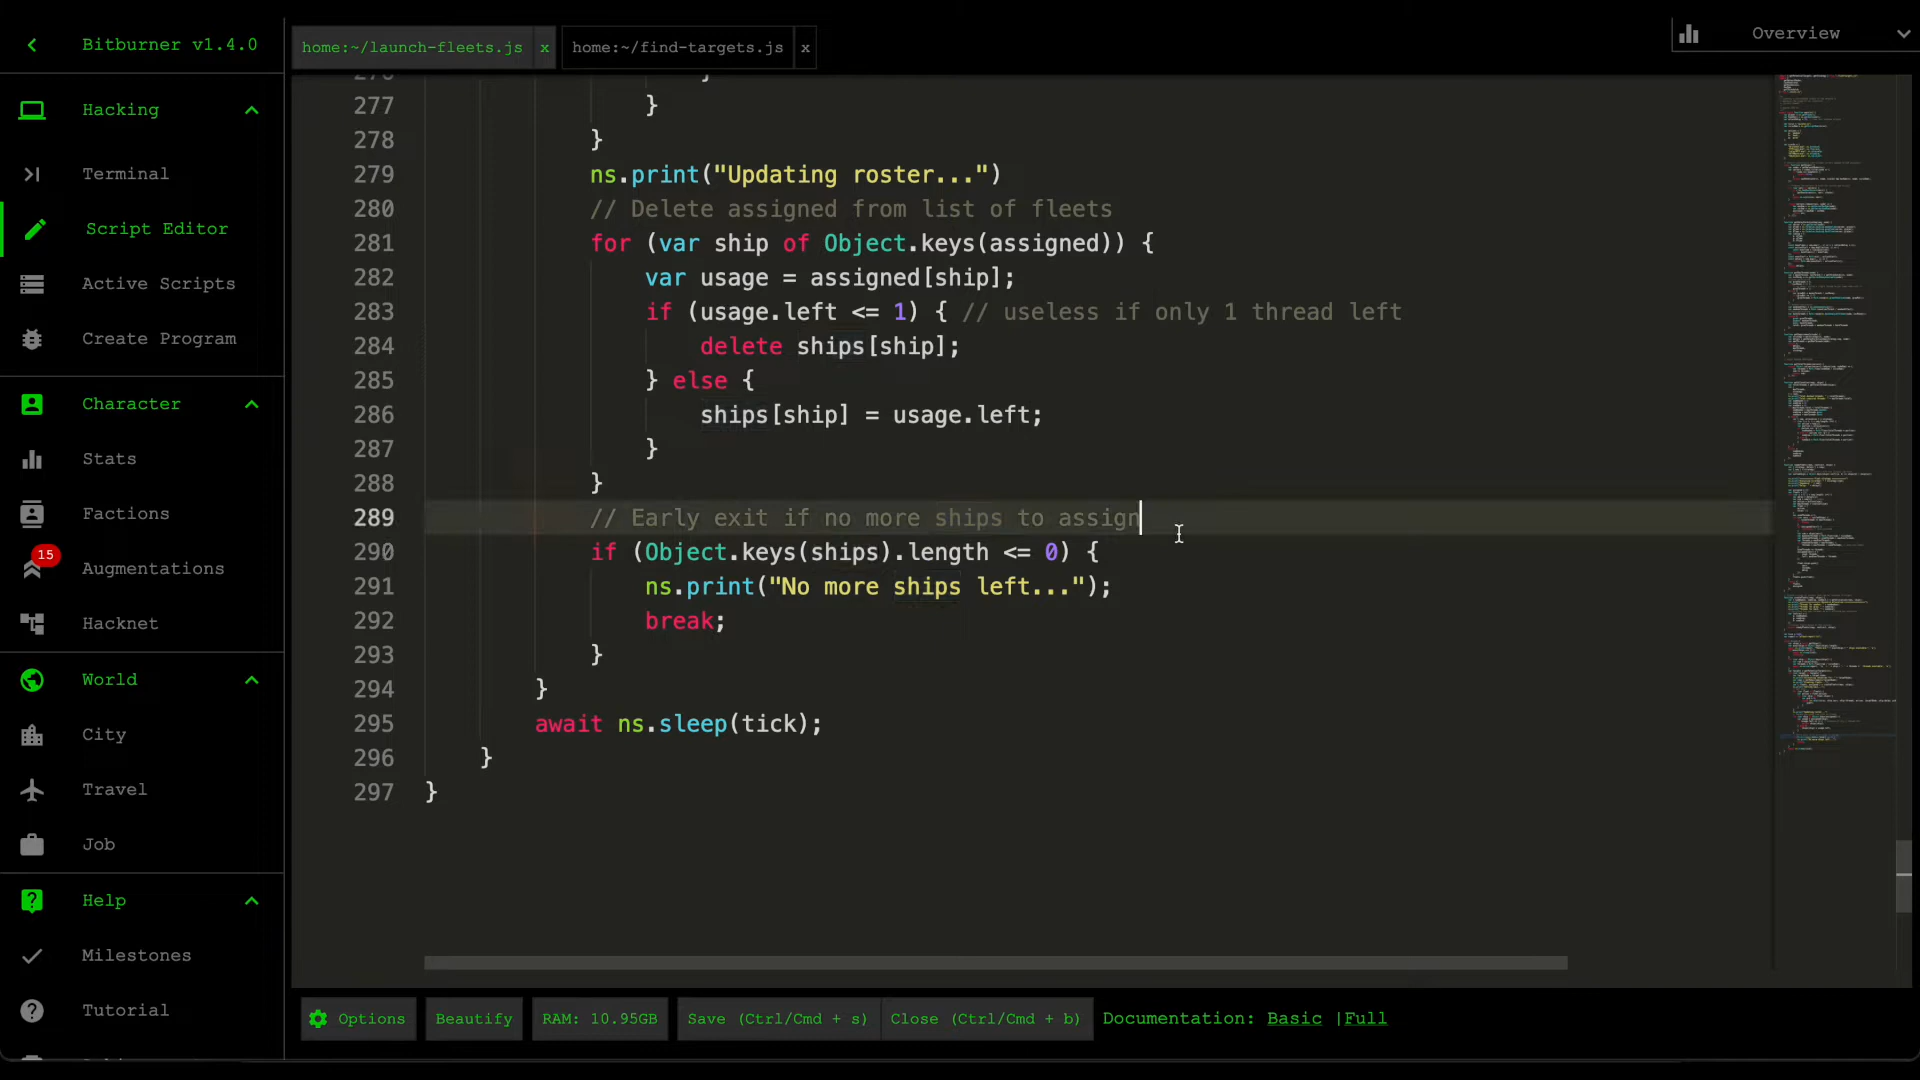 Bitburner v1.4.0
home:~/launch-fleets.js x
home:~/find-targets.js x
Overview
Hacking
Terminal
Script Editor
Active Scripts
Create Program
Character
Stats
Factions
15
Augmentations
Hacknet
World
City
Travel
Job
Help
Milestones
Tutorial
277 }
278 }
279 ns.print("Updating roster...")
280 // Delete assigned from list of fleets
281 for (var ship of Object.keys(assigned)) {
282 var usage = assigned[ship];
283 if (usage.left <= 1) { // useless if only 1 thread left
284 delete ships[ship];
285 } else {
286 ships[ship] = usage.left;
287 }
288 }
289 // Early exit if no more ships to assign
290 if (Object.keys(ships).length <= 0) {
291 ns.print("No more ships left...");
292 break;
293 }
294 }
295 await ns.sleep(tick);
296 }
297 }
Options
Beautify
RAM: 10.95GB
Save (Ctrl/Cmd + s)
Close (Ctrl/Cmd + b)
Documentation: Basic |Full